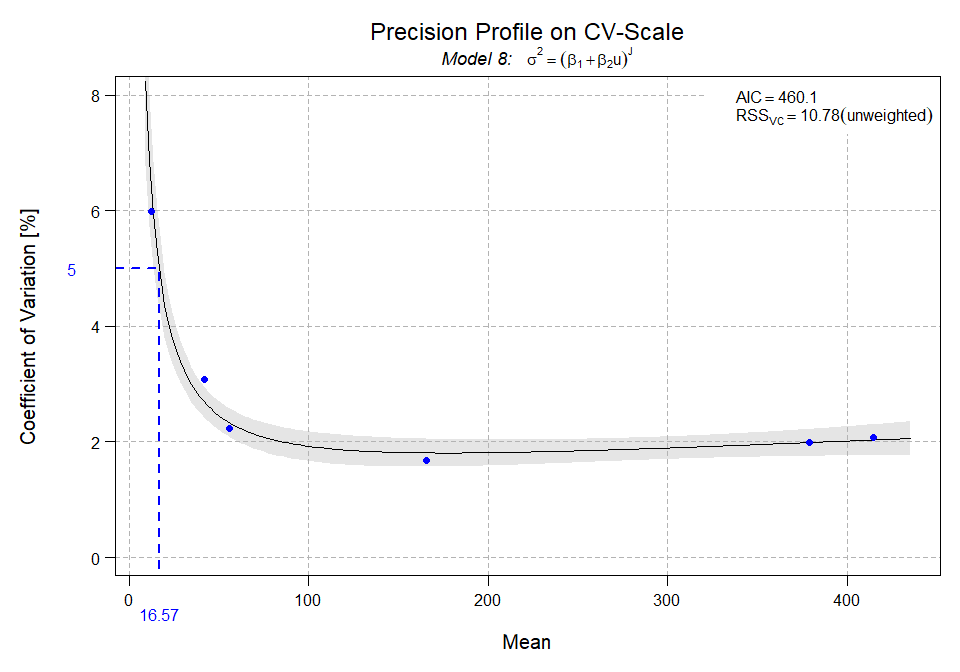 Precision Profile on CV-Scale
Model 8: σ² = (β₁+β₂u)ᴶ
AIC = 460.1
RSS_VC = 10.78(unweighted)
Coefficient of Variation [%]
8
6
5
4
2
0
0 100 200 300 400
16.57
Mean